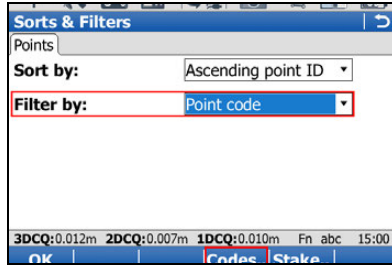 Sorts & Filters
Points
Sort by: Ascending point ID
Filter by: Point code
3DCQ:0.012m 2DCQ:0.007m 1DCQ:0.010m Fn abc 15:00
OK Codes.. Stake..